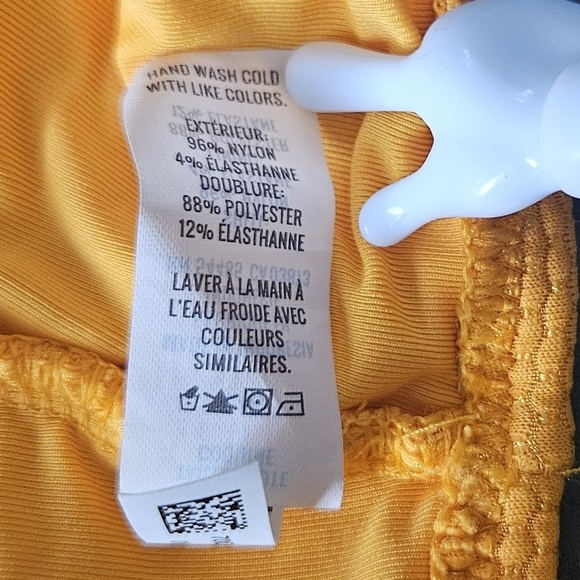 HAND WASH COLD
WITH LIKE COLORS.
EXTÉRIEUR:
96% NYLON
4% ÉLASTHANNE
DOUBLURE:
88% POLYESTER
12% ÉLASTHANNE
LAVER À LA MAIN À
L'EAU FROIDE AVEC
COULEURS
SIMILAIRES.